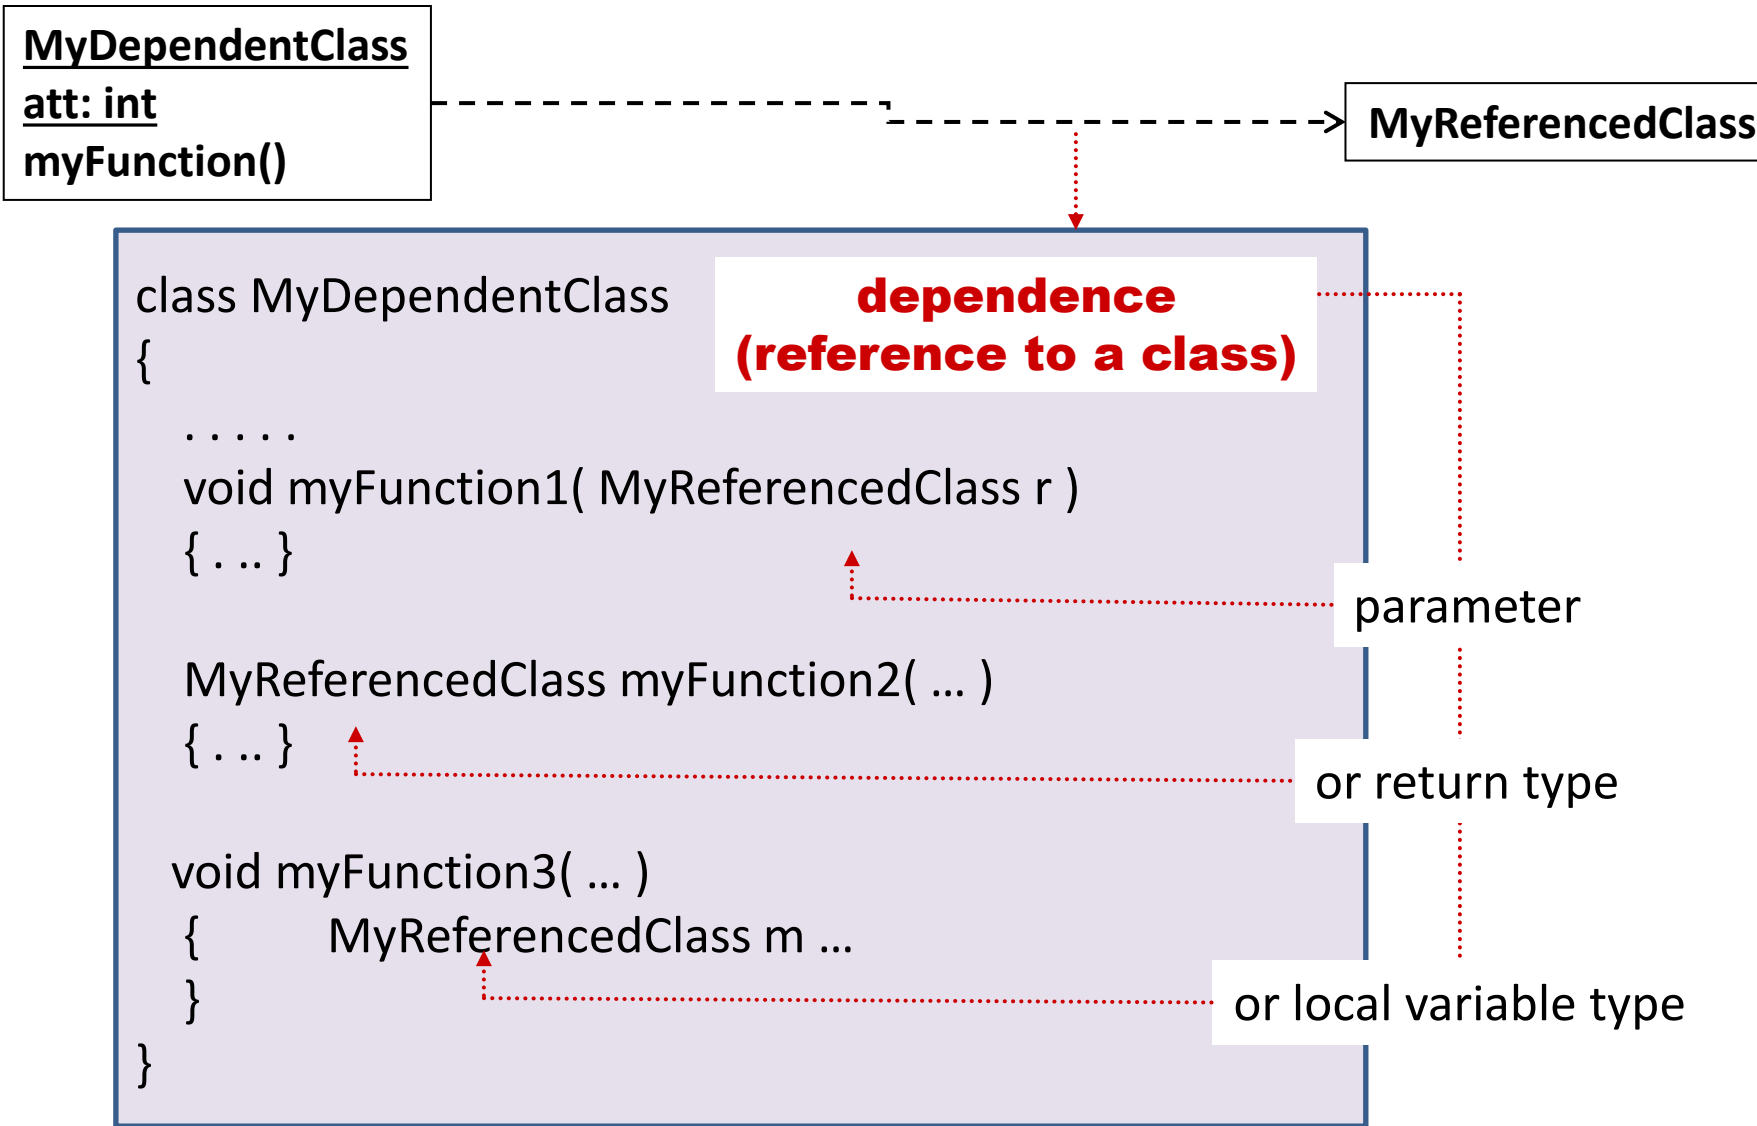 MyDependentClass
att: int
myFunction()
MyReferencedClass
class MyDependentClass
dependence
(reference to a class)
{
. . . . .
void myFunction1( MyReferencedClass r )
{ . .. }
parameter
MyReferencedClass myFunction2( ... )
{ . .. }
or return type
void myFunction3( ... )
{ MyReferencedClass m ...
}
or local variable type
}